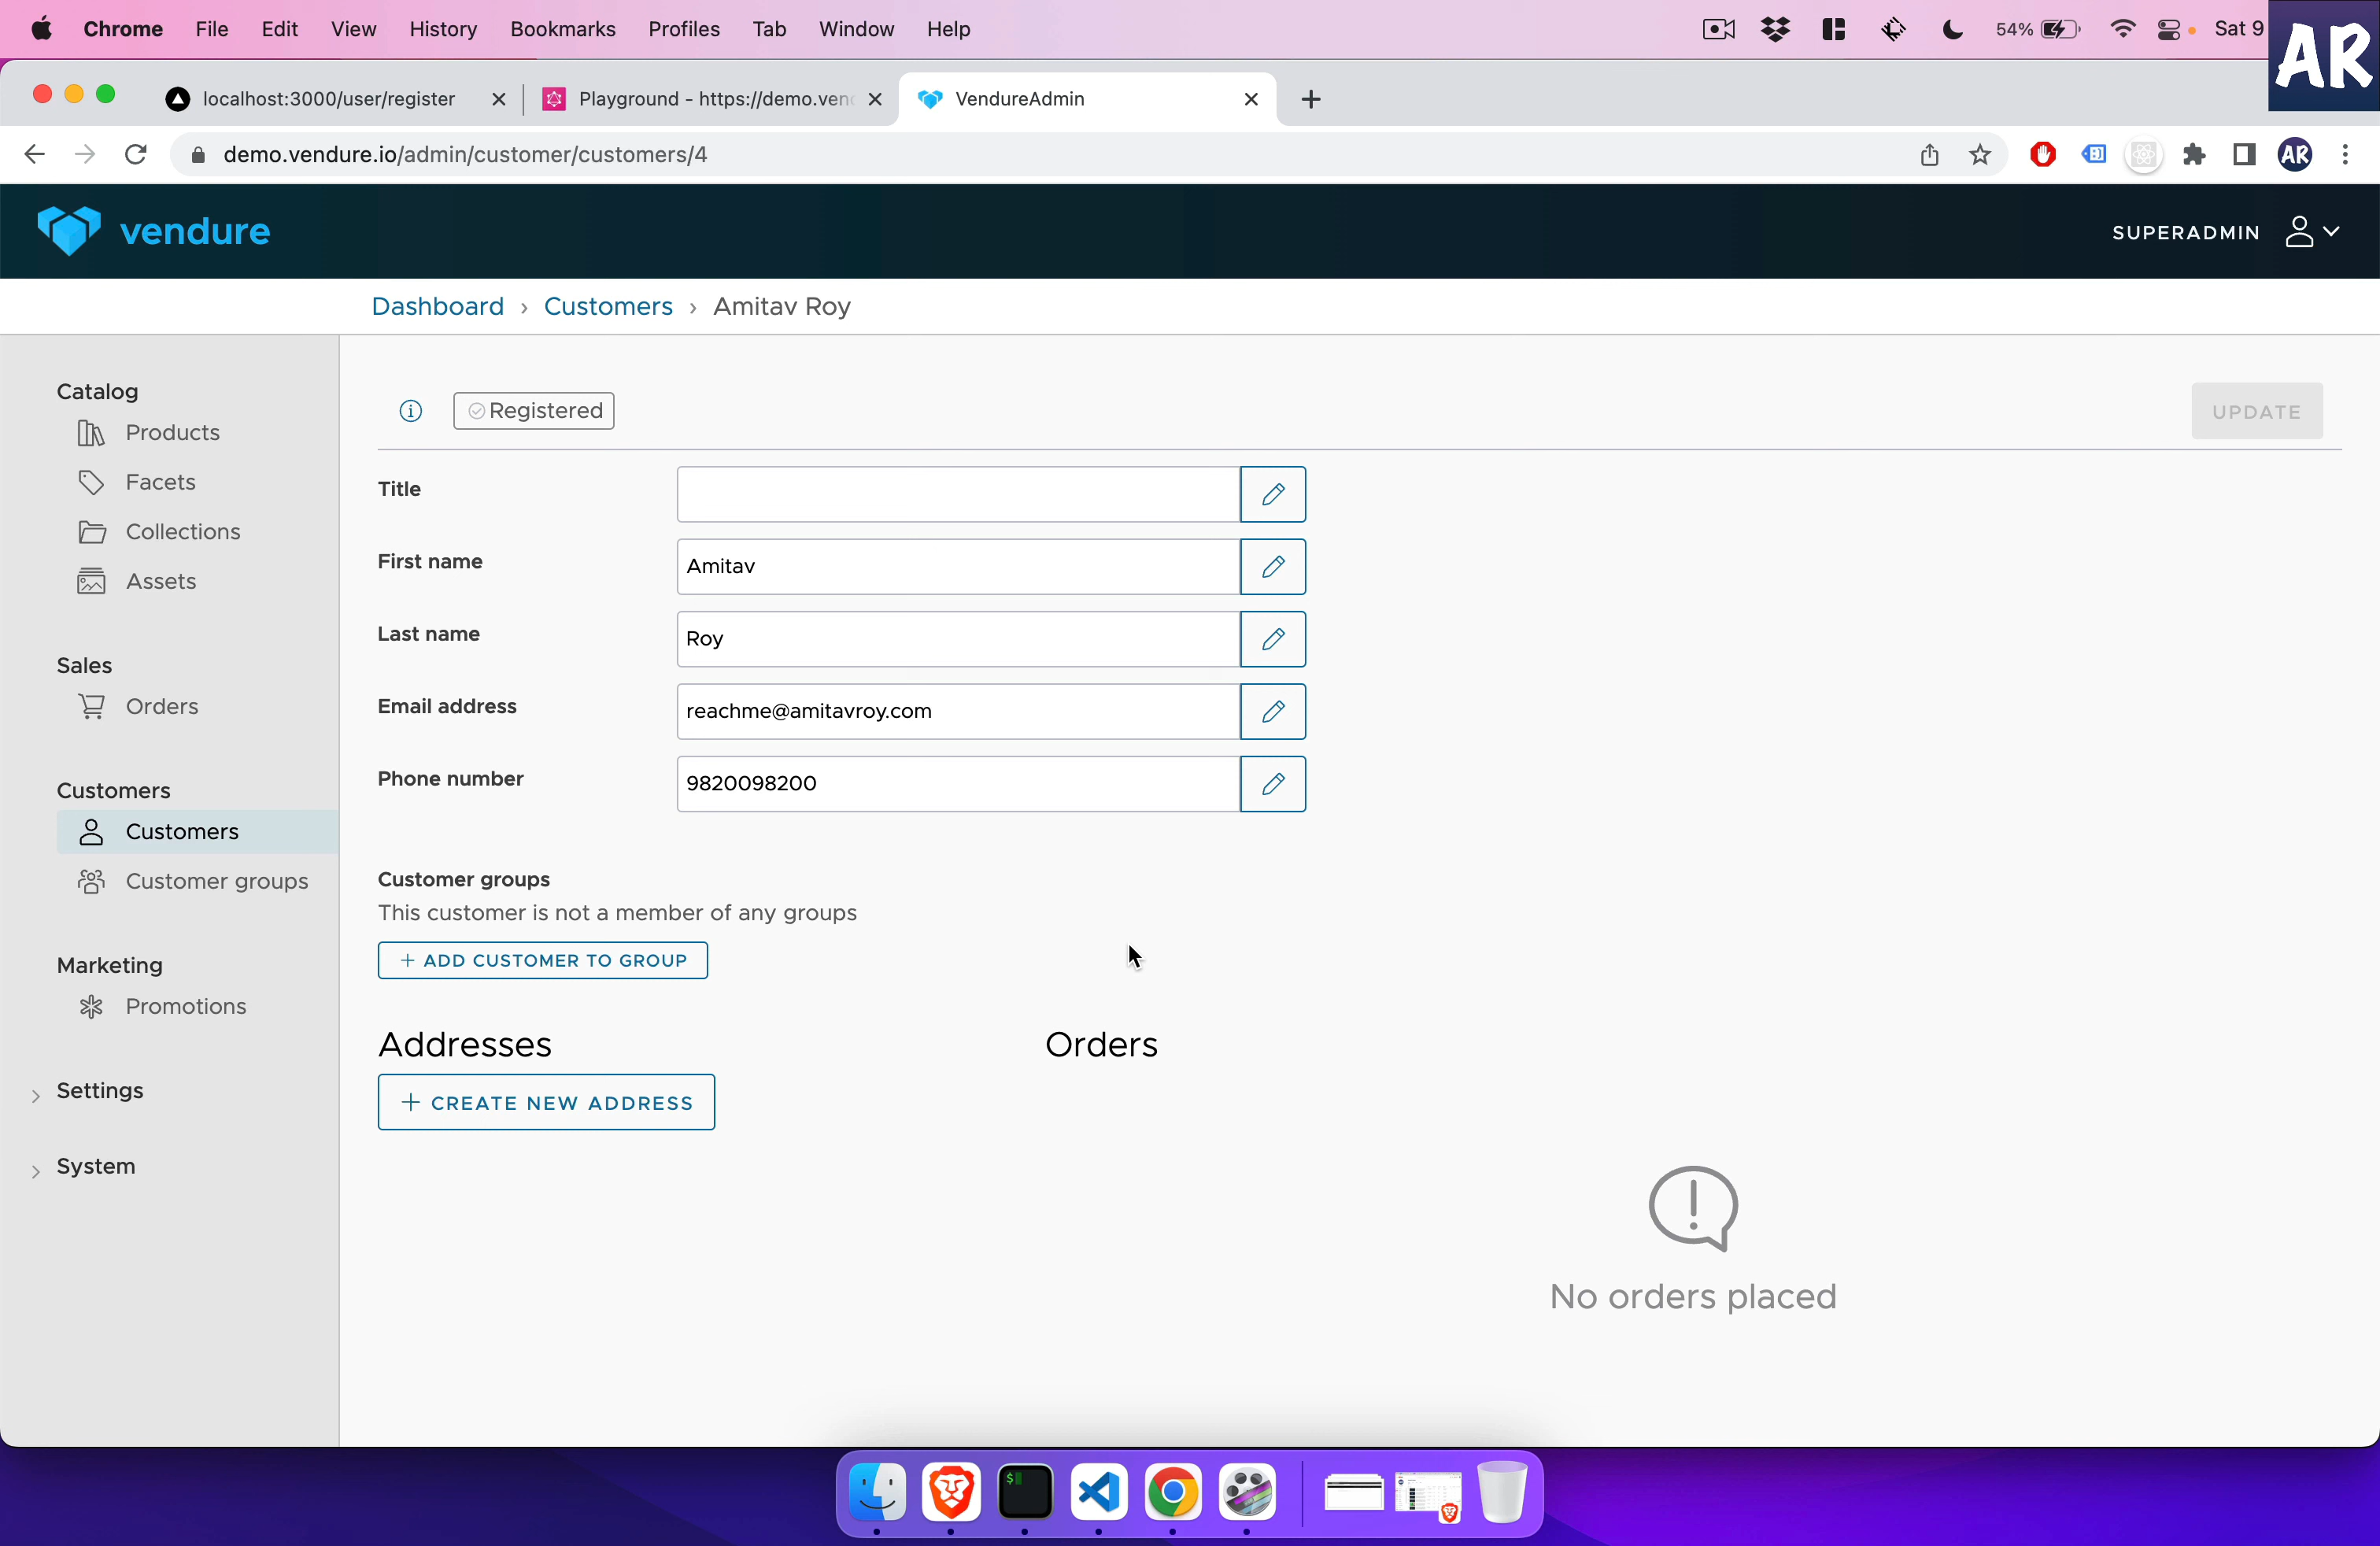 Chrome File Edit View History Bookmarks Profiles Tab Window Help 54% Sat 9
AR
localhost:3000/user/register Playground - https://demo.ven VendureAdmin
demo.vendure.io/admin/customer/customers/4 AR
vendure SUPERADMIN
Dashboard › Customers › Amitav Roy
Catalog
Products
Facets
Collections
Assets
Sales
Orders
Customers
Customers
Customer groups
Marketing
Promotions
Settings
System
Registered UPDATE
Title
First name Amitav
Last name Roy
Email address reachme@amitavroy.com
Phone number 9820098200
Customer groups
This customer is not a member of any groups
+ ADD CUSTOMER TO GROUP
Addresses Orders
+ CREATE NEW ADDRESS
No orders placed